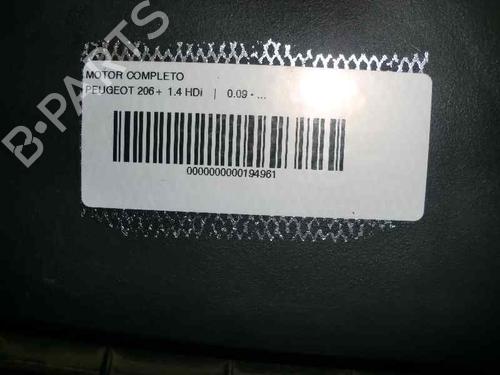 MOTOR COMPLETO
PEUGEOT 206+ 1.4 HDi | 0.09 - ...
0000000000194961
B-PARTS